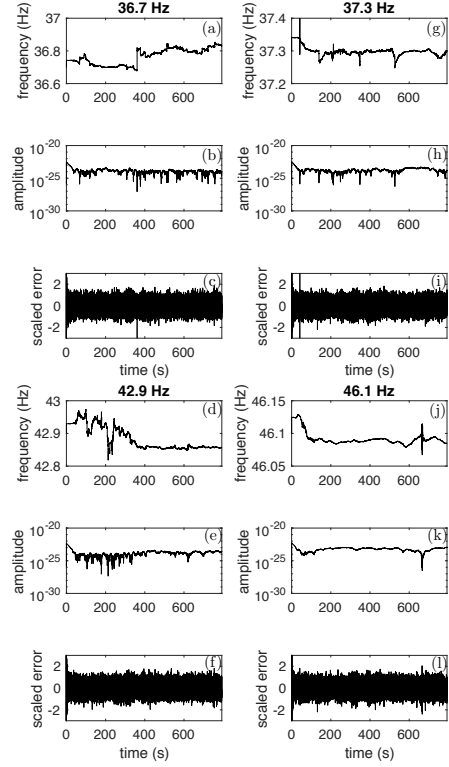 36.7 Hz
37
36.8
36.6
frequency (Hz)
(a)
0 200 400 600
10-20
10-25
10-30
amplitude
(b)
0 200 400 600
2
0
-2
scaled error
(c)
0 200 400 600
time (s)
37.3 Hz
37.4
37.3
37.2
frequency (Hz)
(g)
0 200 400 600
10-20
10-25
10-30
amplitude
(h)
0 200 400 600
2
0
-2
scaled error
(i)
0 200 400 600
time (s)
42.9 Hz
43
42.9
42.8
frequency (Hz)
(d)
0 200 400 600
10-20
10-25
10-30
amplitude
(e)
0 200 400 600
2
0
-2
scaled error
(f)
0 200 400 600
time (s)
46.1 Hz
46.15
46.1
46.05
frequency (Hz)
(j)
0 200 400 600
10-20
10-25
10-30
amplitude
(k)
0 200 400 600
2
0
-2
scaled error
(l)
0 200 400 600
time (s)